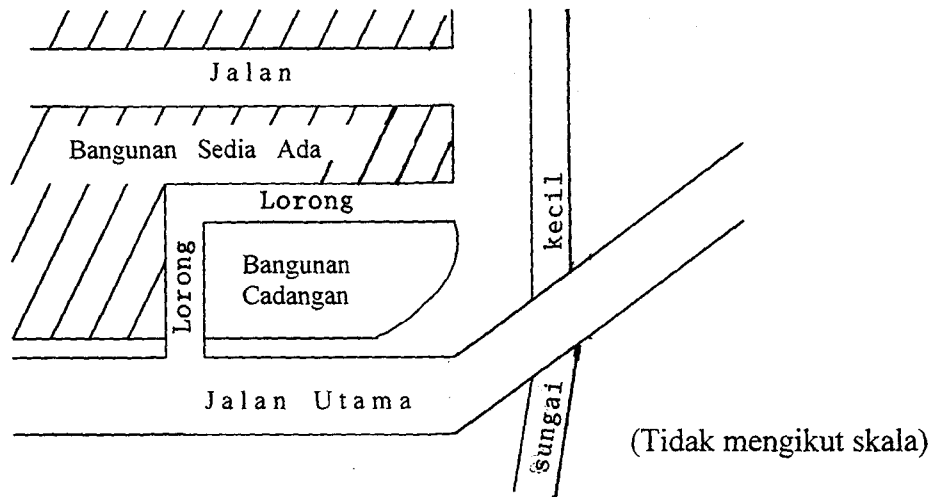 Jalan
Bangunan Sedia Ada
Lorong
Lorong
kecil
Bangunan
Cadangan
Jalan Utama
sungai
(Tidak mengikut skala)